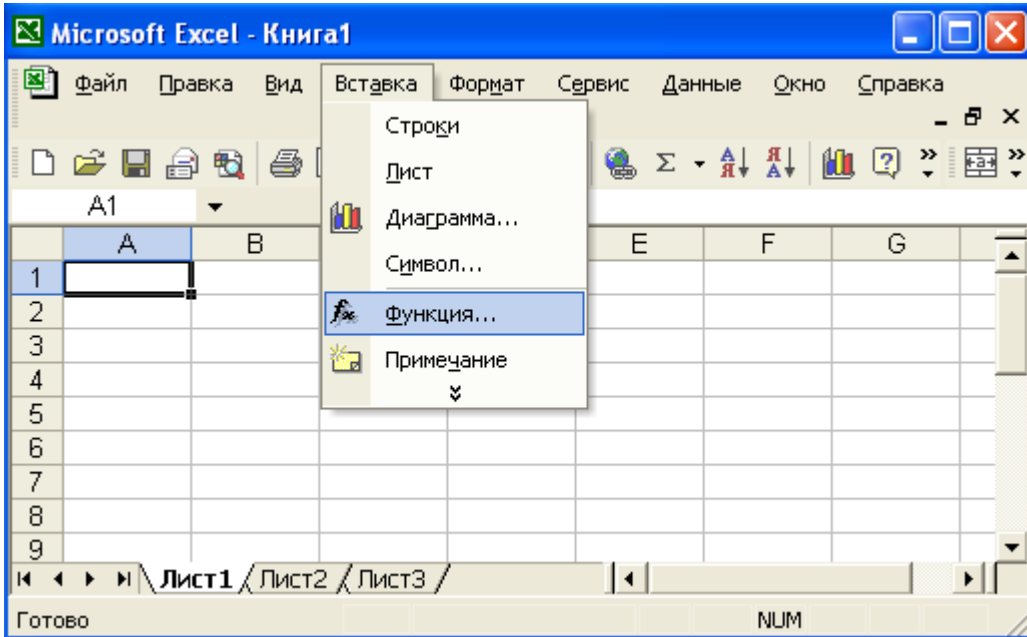 Microsoft Excel - Книга1
Файл Правка Вид Вставка Формат Сервис Данные Окно Справка
Строки
Лист
Диаграмма...
Символ...
Функция...
Примечание
Σ А Я Я А ? a
A1
A B E F G
1
2
3
4
5
6
7
8
9
Лист1 Лист2 Лист3
Готово NUM